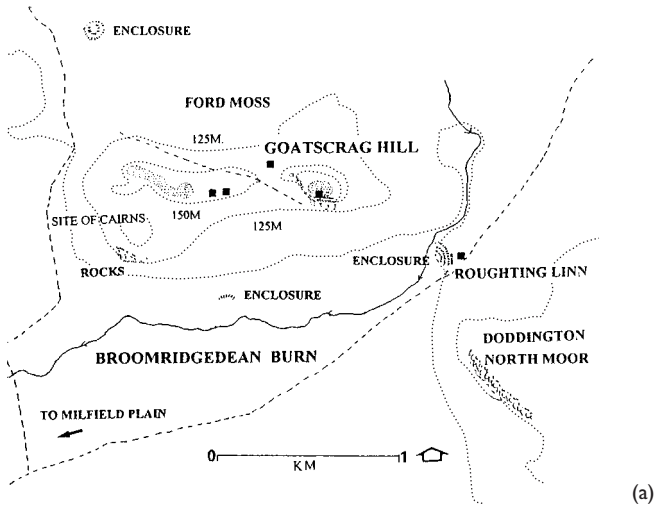 ENCLOSURE
FORD MOSS
125M.
GOATSCRAG HILL
SITE OF CAIRNS
150M
125M
ROCKS
ENCLOSURE
ROUGHTING LINN
ENCLOSURE
DODDINGTON
NORTH MOOR
BROOMRIDGEDEAN BURN
TO MILFIELD PLAIN
0 1
KM
(a)